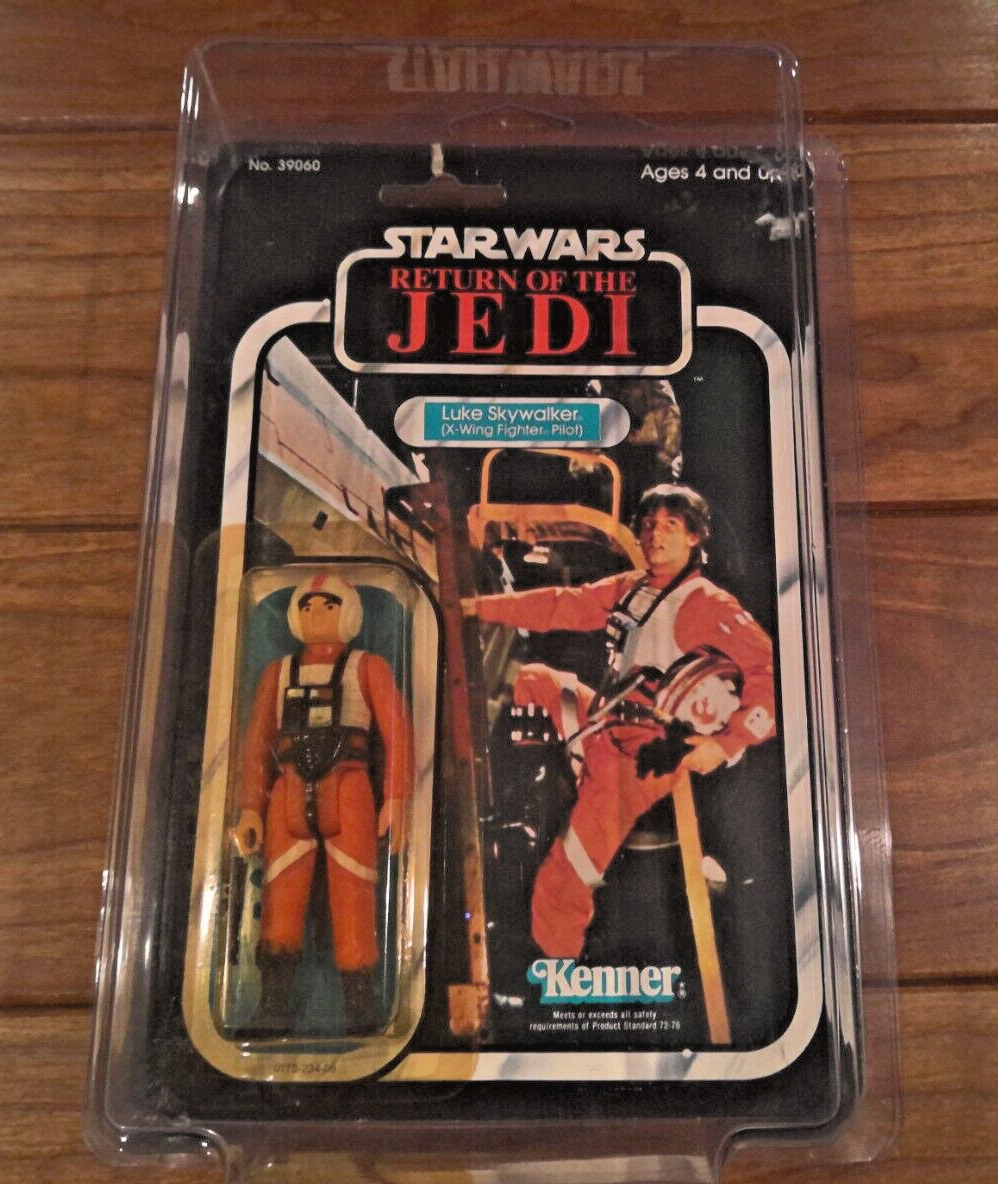 No. 39060
Ages 4 and up
STAR WARS
RETURN OF THE
JEDI
™
Luke Skywalker
(X-Wing Fighter Pilot)
Kenner®
Meets or exceeds all safety
requirements of Product Standard 72-76